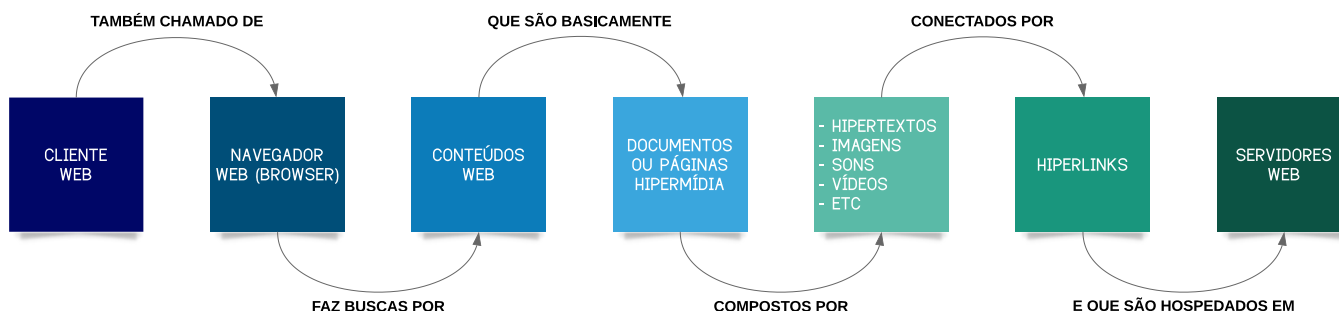 TAMBÉM CHAMADO DE
QUE SÃO BASICAMENTE
CONECTADOS POR
CLIENTE
WEB
NAVEGADOR
WEB (BROWSER)
CONTEÚDOS
WEB
DOCUMENTOS
OU PÁGINAS
HIPERMÍDIA
- HIPERTEXTOS
- IMAGENS
- SONS
- VÍDEOS
- ETC
HIPERLINKS
SERVIDORES
WEB
FAZ BUSCAS POR
COMPOSTOS POR
E QUE SÃO HOSPEDADOS EM